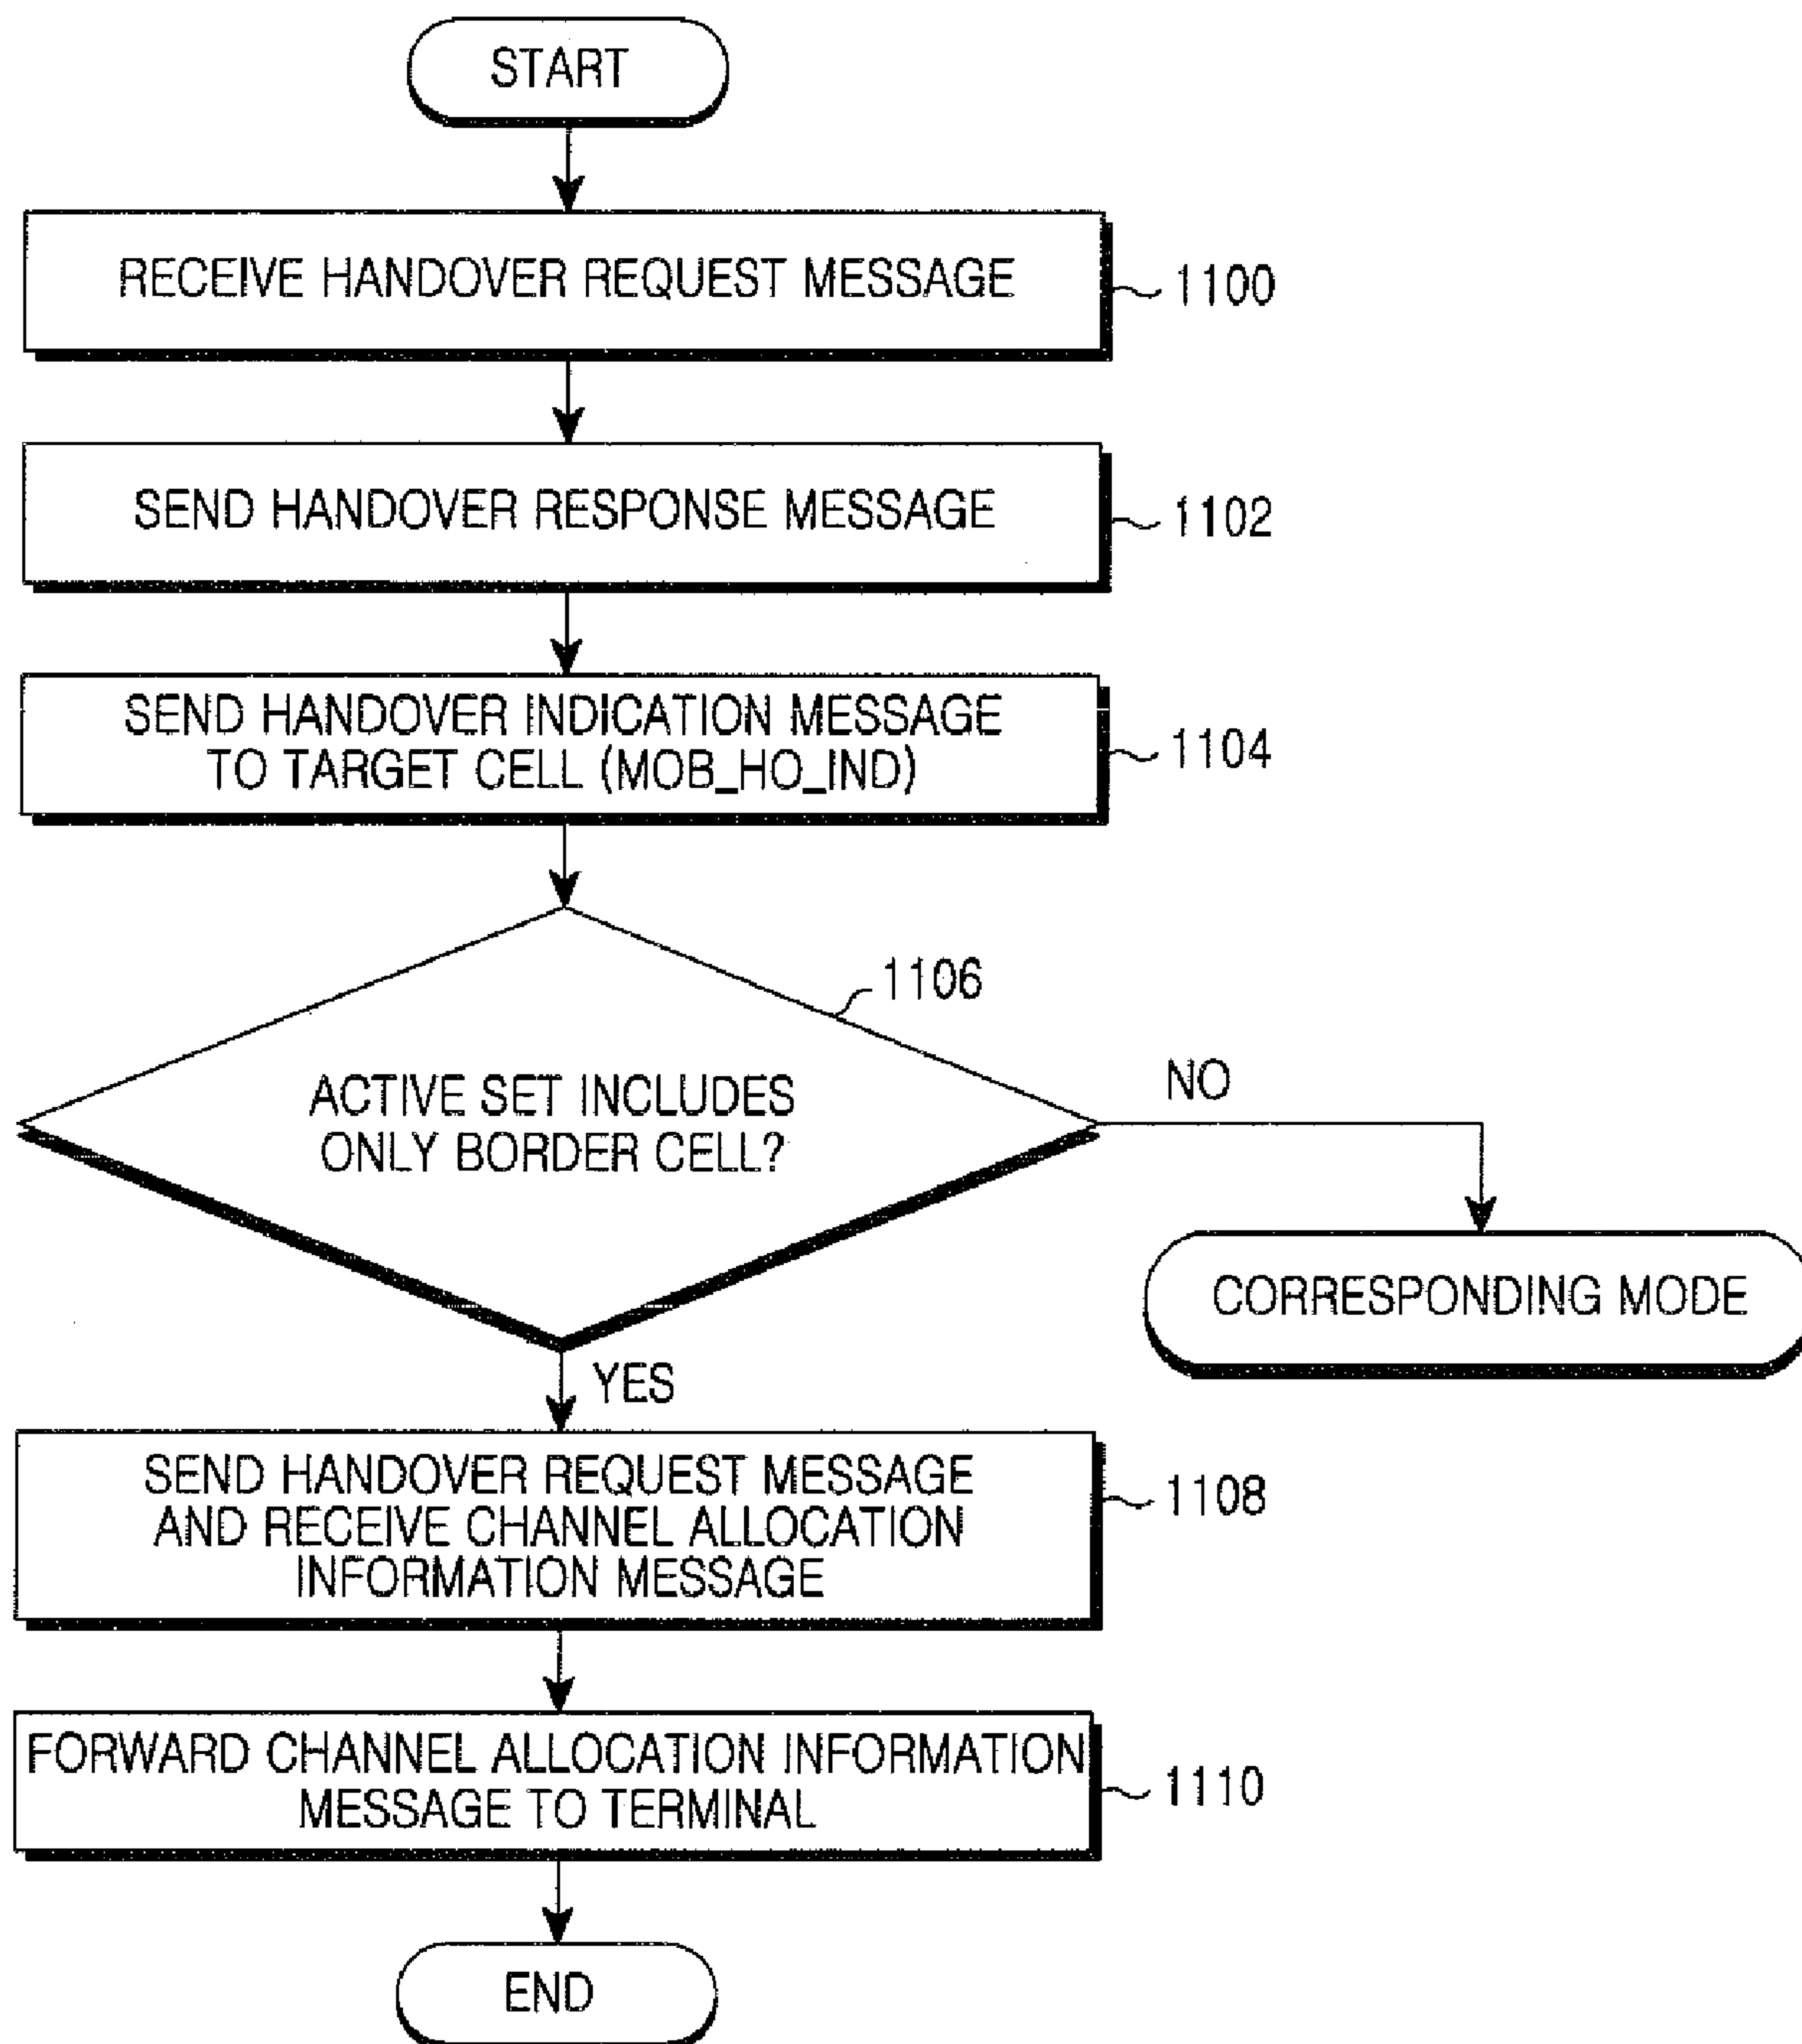 START
RECEIVE HANDOVER REQUEST MESSAGE
1100
SEND HANDOVER RESPONSE MESSAGE
1102
SEND HANDOVER INDICATION MESSAGE
TO TARGET CELL (MOB_HO_IND)
1104
1106
ACTIVE SET INCLUDES
ONLY BORDER CELL?
NO
CORRESPONDING MODE
YES
SEND HANDOVER REQUEST MESSAGE
AND RECEIVE CHANNEL ALLOCATION
INFORMATION MESSAGE
1108
FORWARD CHANNEL ALLOCATION INFORMATION
MESSAGE TO TERMINAL
1110
END